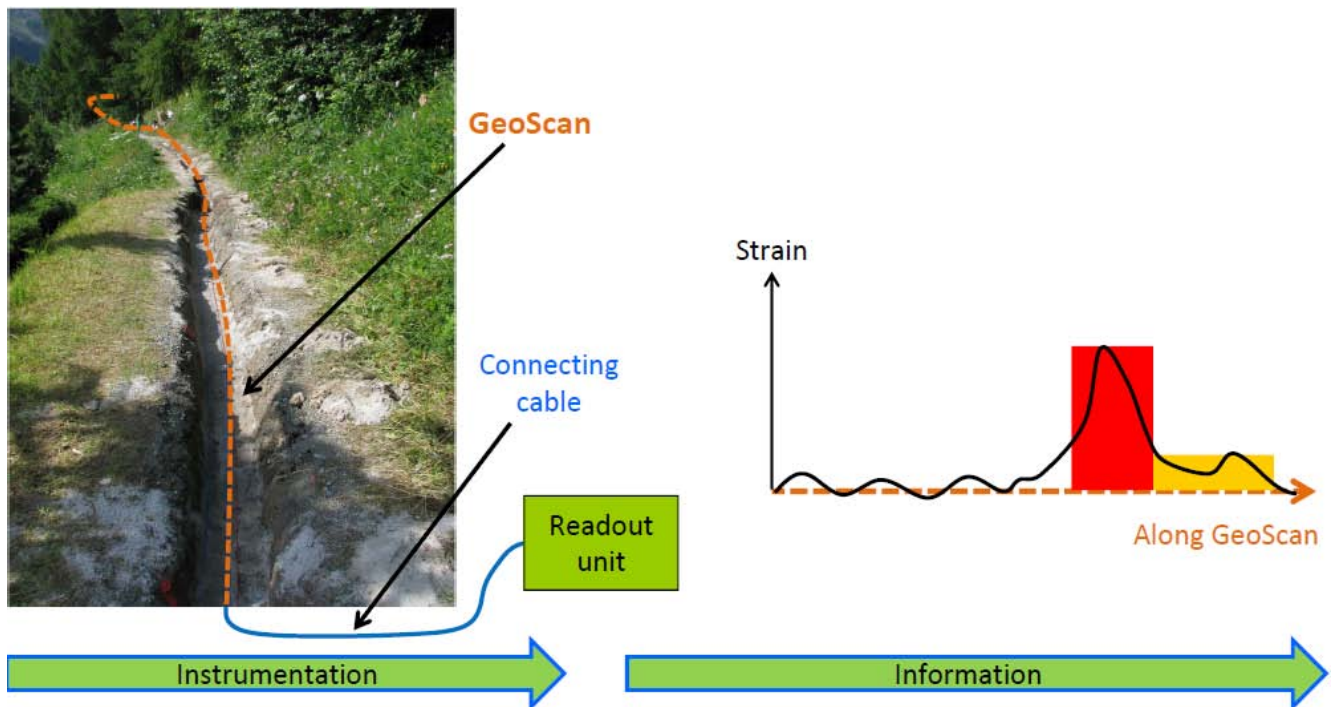 GeoScan
Connecting
cable
Readout
unit
Strain
Along GeoScan
Instrumentation
Information